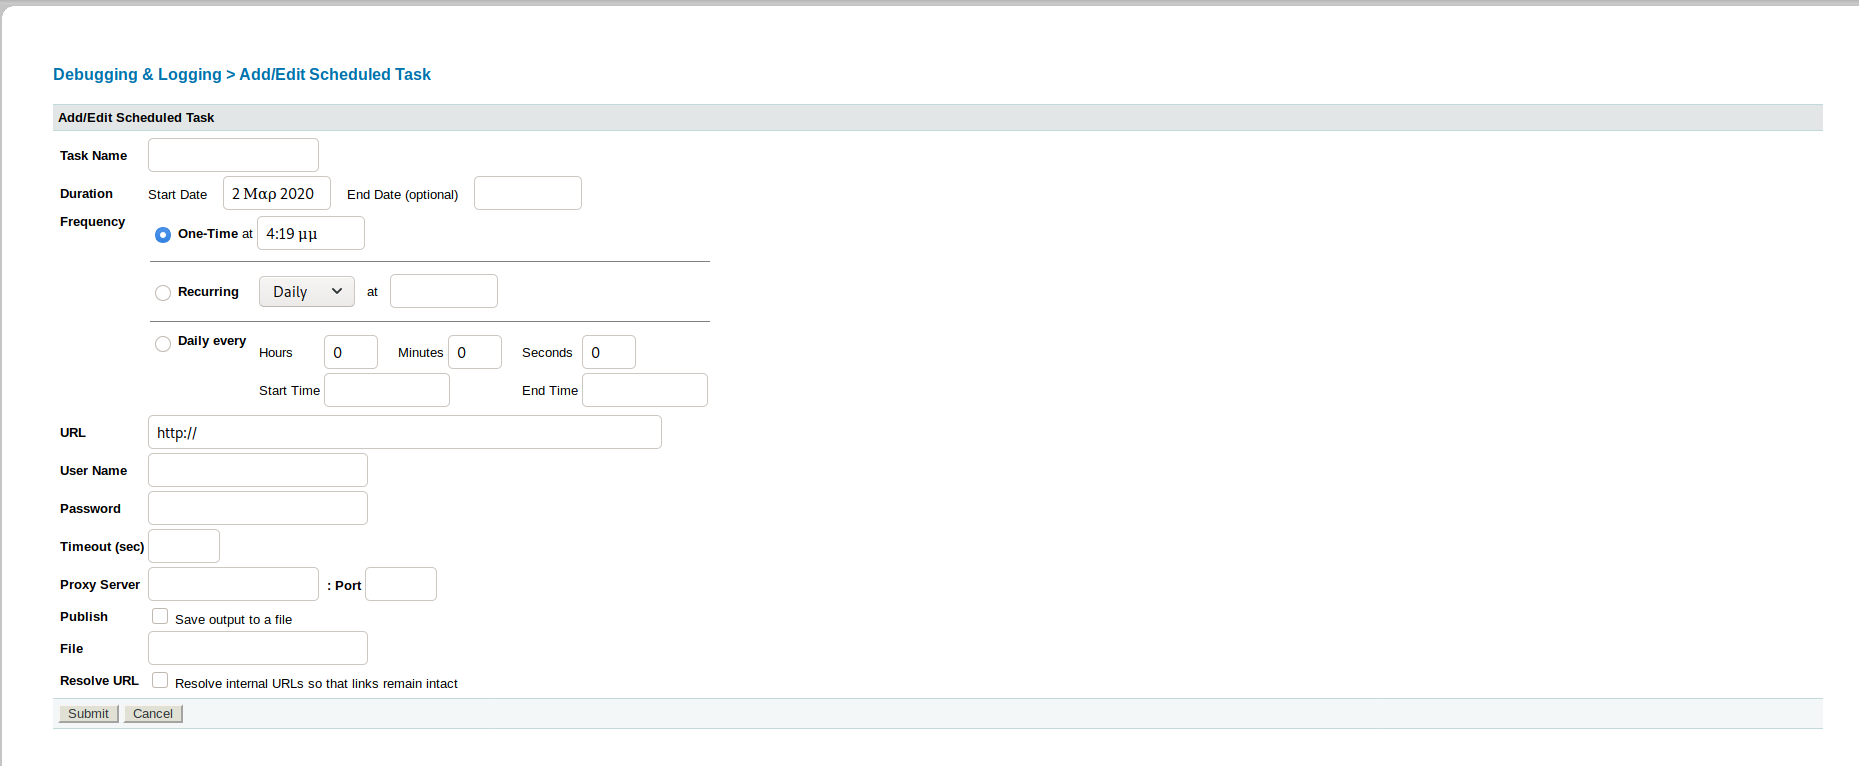 Debugging & Logging > Add/Edit Scheduled Task
Add/Edit Scheduled Task
Task Name
Duration Start Date 2 Μαρ 2020 End Date (optional)
Frequency
One-Time at 4:19 μμ
Recurring Daily at
Daily every
Hours 0 Minutes 0 Seconds 0
Start Time End Time
URL http://
User Name
Password
Timeout (sec)
Proxy Server : Port
Publish Save output to a file
File
Resolve URL Resolve internal URLs so that links remain intact
Submit Cancel